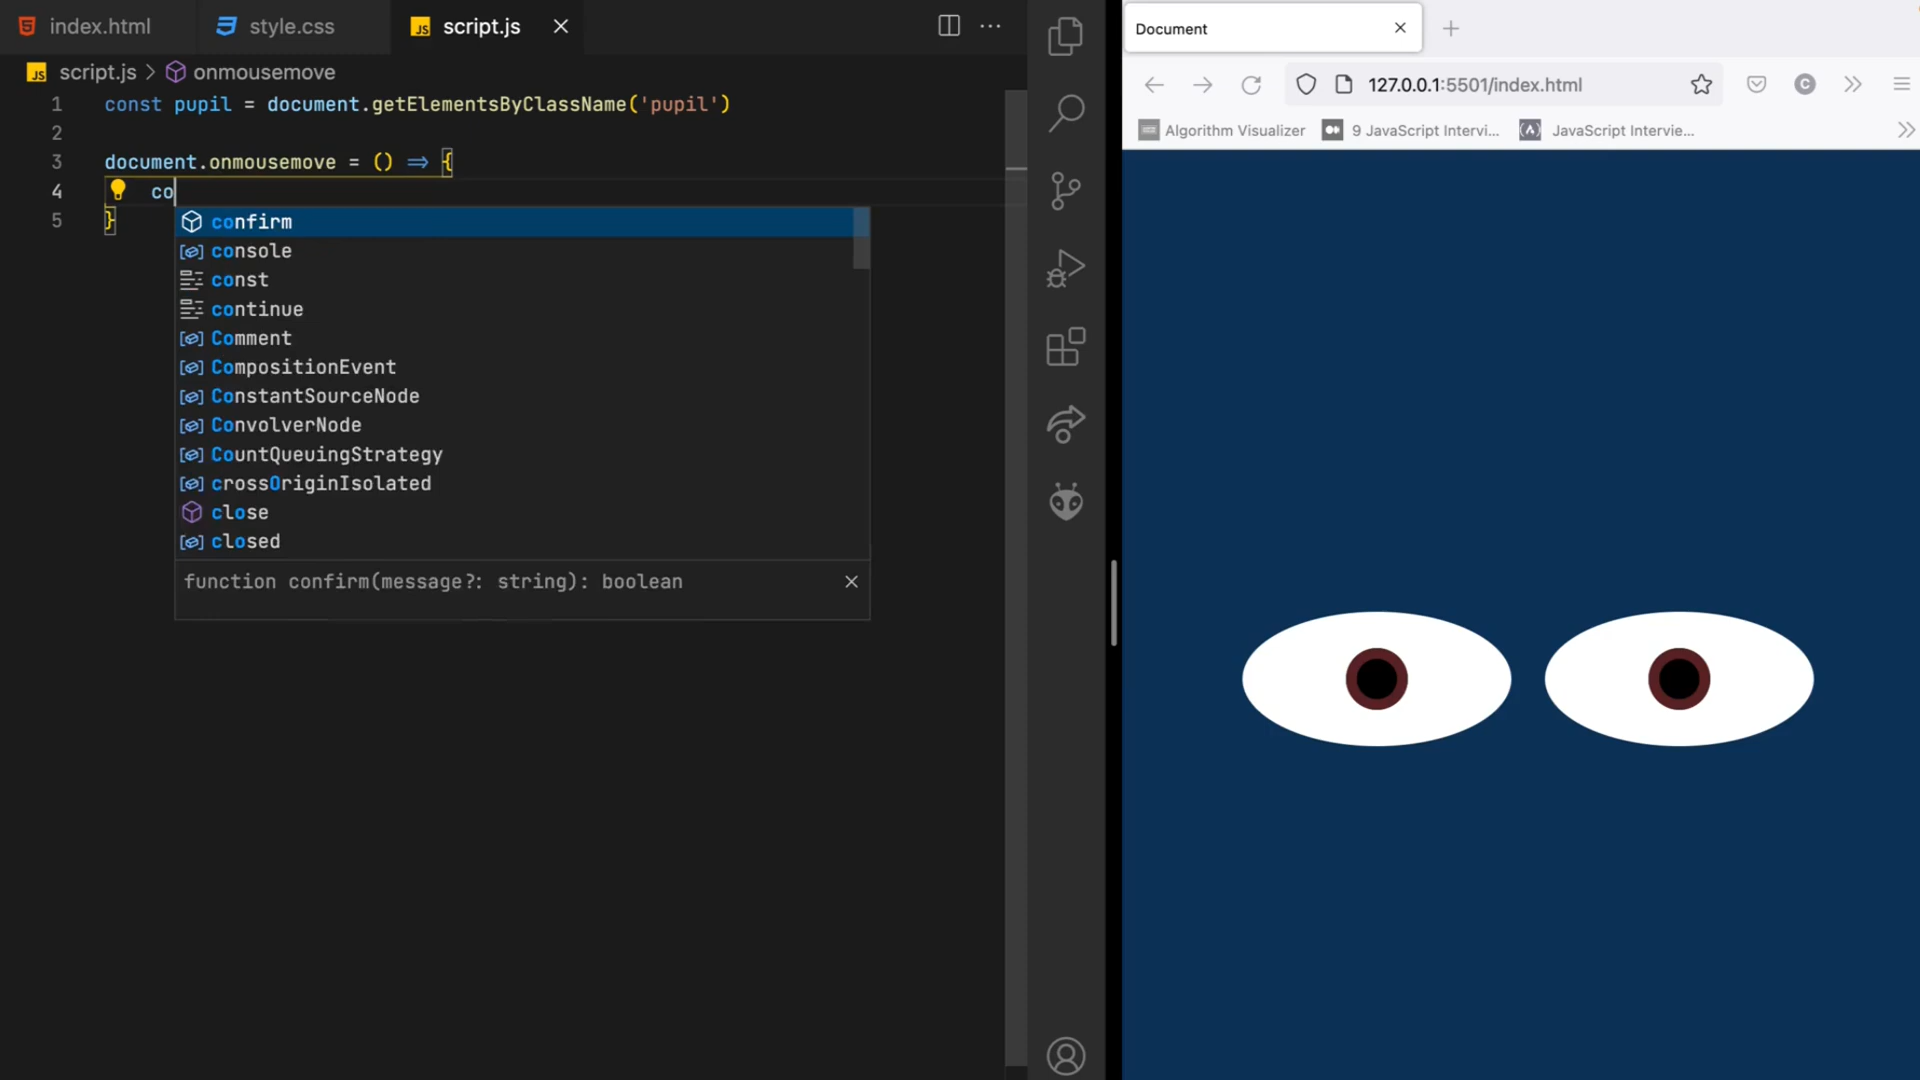 index.html
style.css
JS script.js
JS script.js > onmousemove
1 const pupil = document.getElementsByClassName('pupil')
2
3 document.onmousemove = () => {
4 co
5 }
confirm
console
const
continue
Comment
CompositionEvent
ConstantSourceNode
ConvolverNode
CountQueuingStrategy
crossOriginIsolated
close
closed
function confirm(message?: string): boolean
Document
127.0.0.1:5501/index.html
C
Algorithm Visualizer
9 JavaScript Intervi...
JavaScript Intervie...